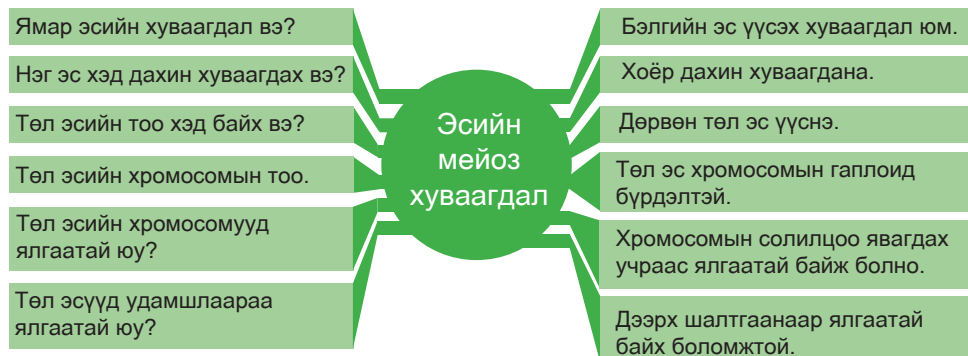 Ямар эсийн хуваагдал вэ?
Нэг эс хэд дахин хуваагдах вэ?
Төл эсийн тоо хэд байх вэ?
Төл эсийн хромосомын тоо.
Төл эсийн хромосомууд
ялгаатай юу?
Төл эсүүд удамшлаараа
ялгаатай юу?
Эсийн
мейоз
хуваагдал
Бэлгийн эс үүсэх хуваагдал юм.
Хоёр дахин хуваагдана.
Дөрвөн төл эс үүснэ.
Төл эс хромосомын гаплоид
бүрдэлтэй.
Хромосомын солилцоо явагдах
учраас ялгаатай байж болно.
Дээрх шалтгаанаар ялгаатай
байх боломжтой.